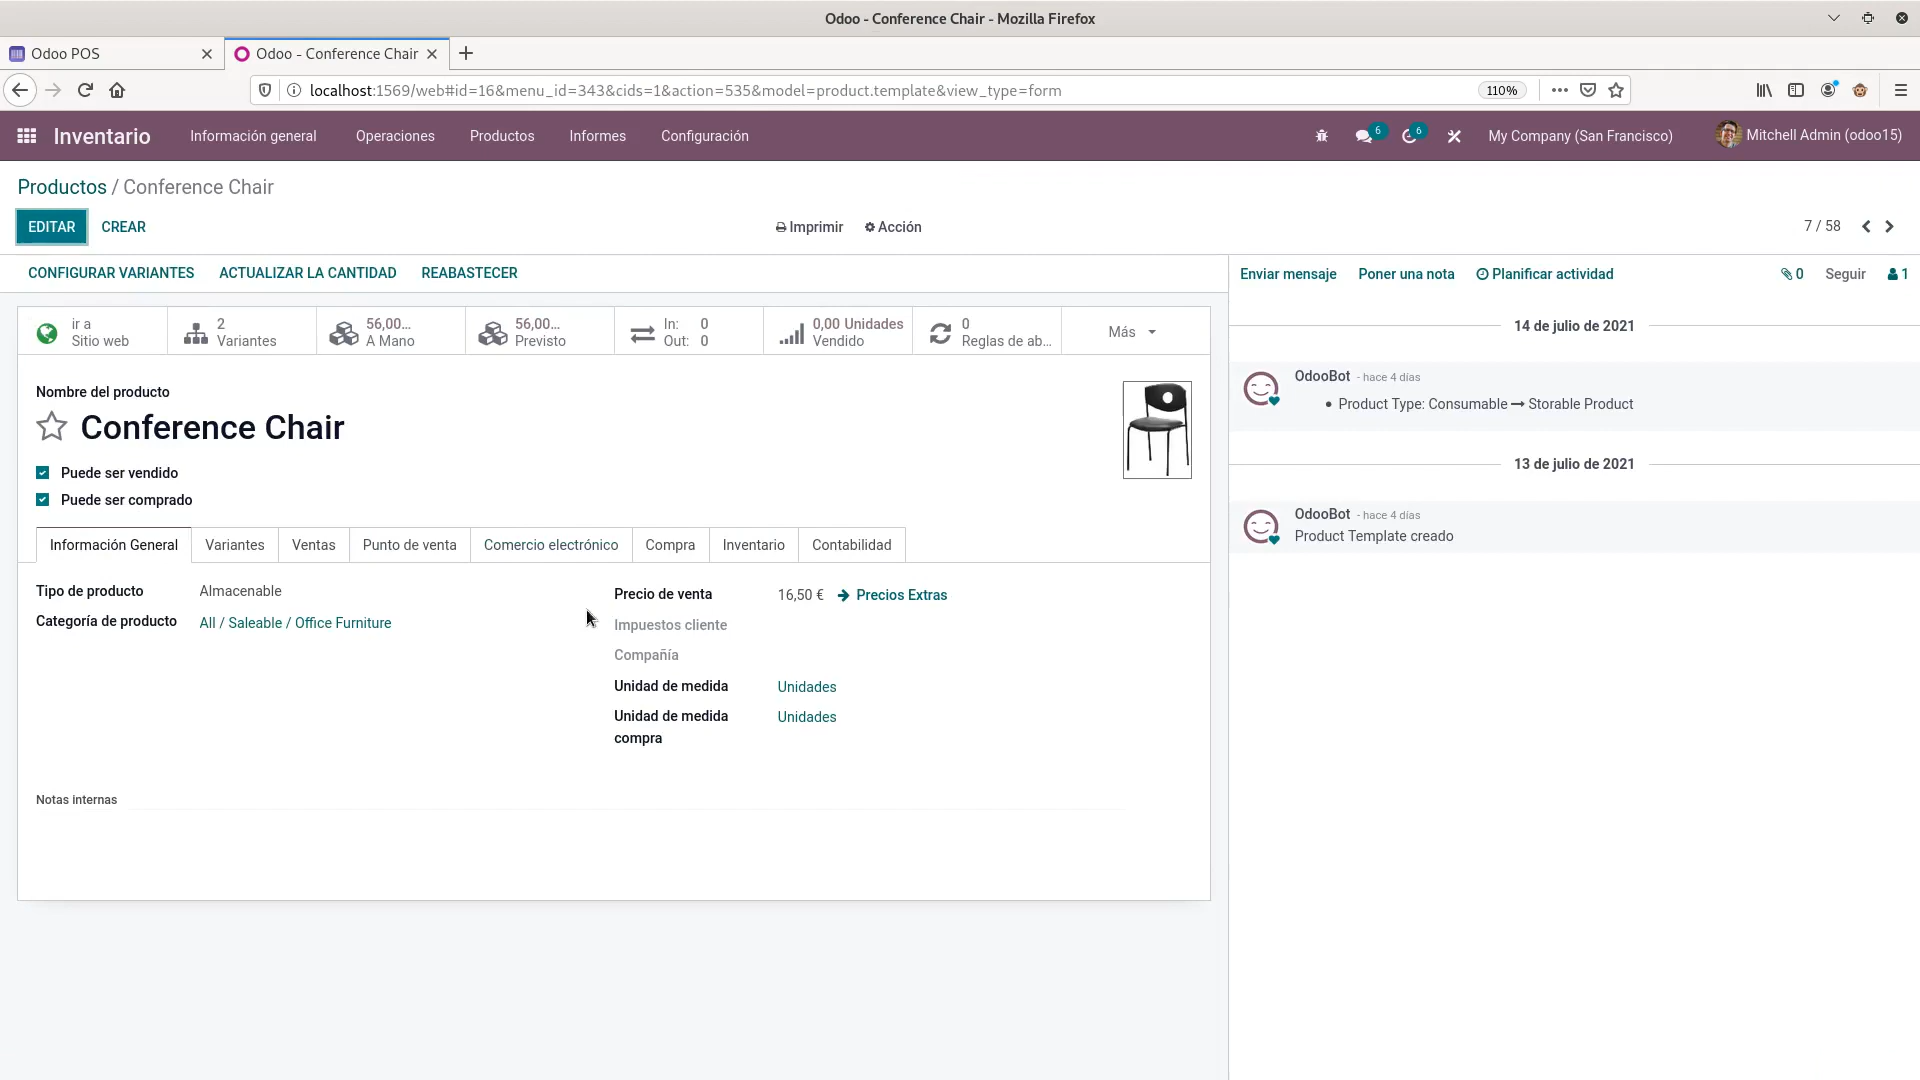 Odoo - Conference Chair - Mozilla Firefox
Odoo POS
Odoo - Conference Chair
localhost:1569/web#id=16&menu_id=343&cids=1&action=535&model=product.template&view_type=form
110%
Inventario
Información general
Operaciones
Productos
Informes
Configuración
6
6
My Company (San Francisco)
Mitchell Admin (odoo15)
Productos / Conference Chair
EDITAR
CREAR
Imprimir
Acción
7 / 58
CONFIGURAR VARIANTES
ACTUALIZAR LA CANTIDAD
REABASTECER
Enviar mensaje
Poner una nota
Planificar actividad
0
Seguir
1
ir a
Sitio web
2
Variantes
56,00...
A Mano
56,00...
Previsto
In: 0
Out: 0
0,00 Unidades
Vendido
0
Reglas de ab...
Más
14 de julio de 2021
OdooBot - hace 4 días
• Product Type: Consumable → Storable Product
13 de julio de 2021
OdooBot - hace 4 días
Product Template creado
Nombre del producto
Conference Chair
Puede ser vendido
Puede ser comprado
Información General
Variantes
Ventas
Punto de venta
Comercio electrónico
Compra
Inventario
Contabilidad
Tipo de producto
Almacenable
Categoría de producto
All / Saleable / Office Furniture
Precio de venta
16,50 €
Precios Extras
Impuestos cliente
Compañía
Unidad de medida
Unidades
Unidad de medida
compra
Unidades
Notas internas